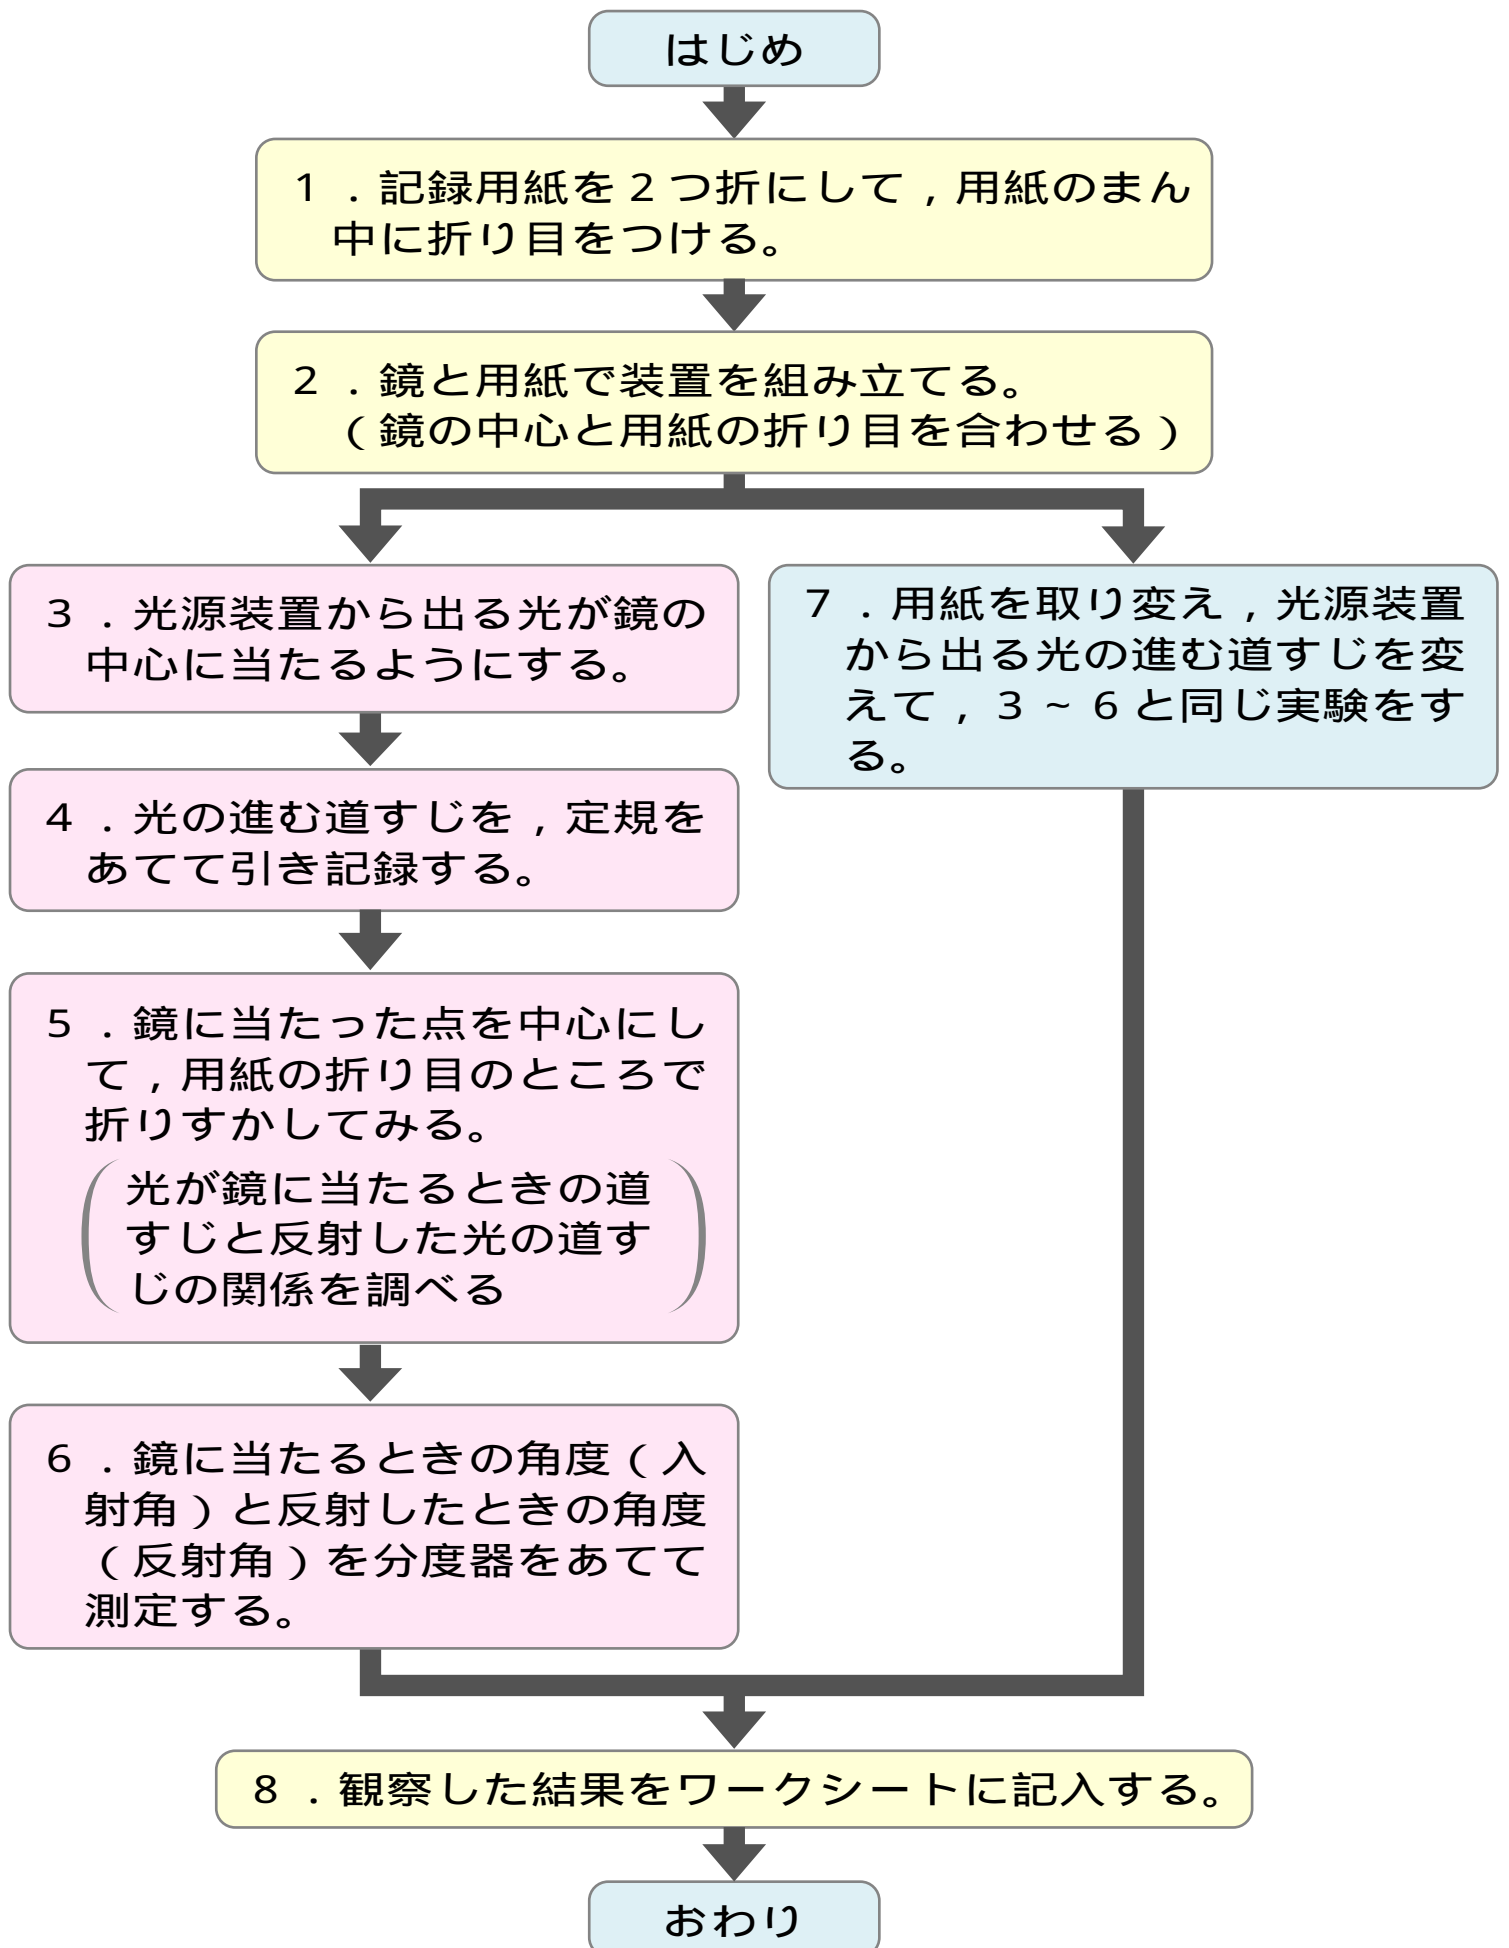 はじめ
1．記録用紙を2つ折にして，用紙のまん
中に折り目をつける。
2．鏡と用紙で装置を組み立てる。
（鏡の中心と用紙の折り目を合わせる）
3．光源装置から出る光が鏡の
中心に当たるようにする。
4．光の進む道すじを，定規を
あてて引き記録する。
5．鏡に当たった点を中心にし
て，用紙の折り目のところで
折りすかしてみる。
（光が鏡に当たるときの道
すじと反射した光の道す
じの関係を調べる）
6．鏡に当たるときの角度（入
射角）と反射したときの角度
（反射角）を分度器をあてて
測定する。
7．用紙を取り変え，光源装置
から出る光の進む道すじを変
えて，3～6と同じ実験をす
る。
8．観察した結果をワークシートに記入する。
おわり